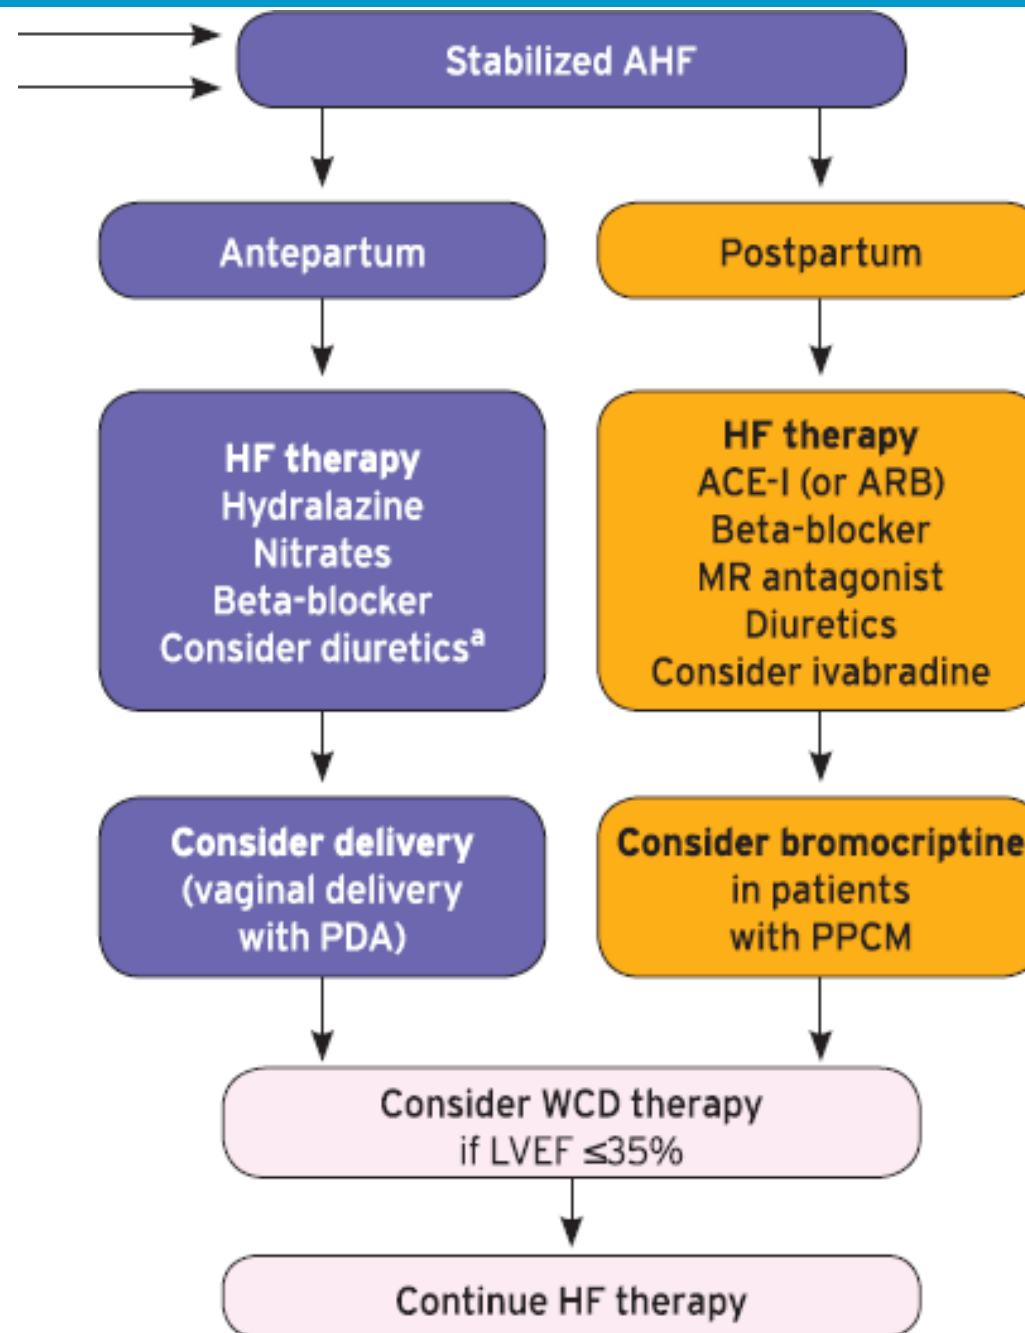 Stabilized AHF
Antepartum
Postpartum
HF therapy
Hydralazine
Nitrates
Beta-blocker
Consider diureticsᵃ
HF therapy
ACE-I (or ARB)
Beta-blocker
MR antagonist
Diuretics
Consider ivabradine
Consider delivery
(vaginal delivery
with PDA)
Consider bromocriptine
in patients
with PPCM
Consider WCD therapy
if LVEF ≤35%
Continue HF therapy